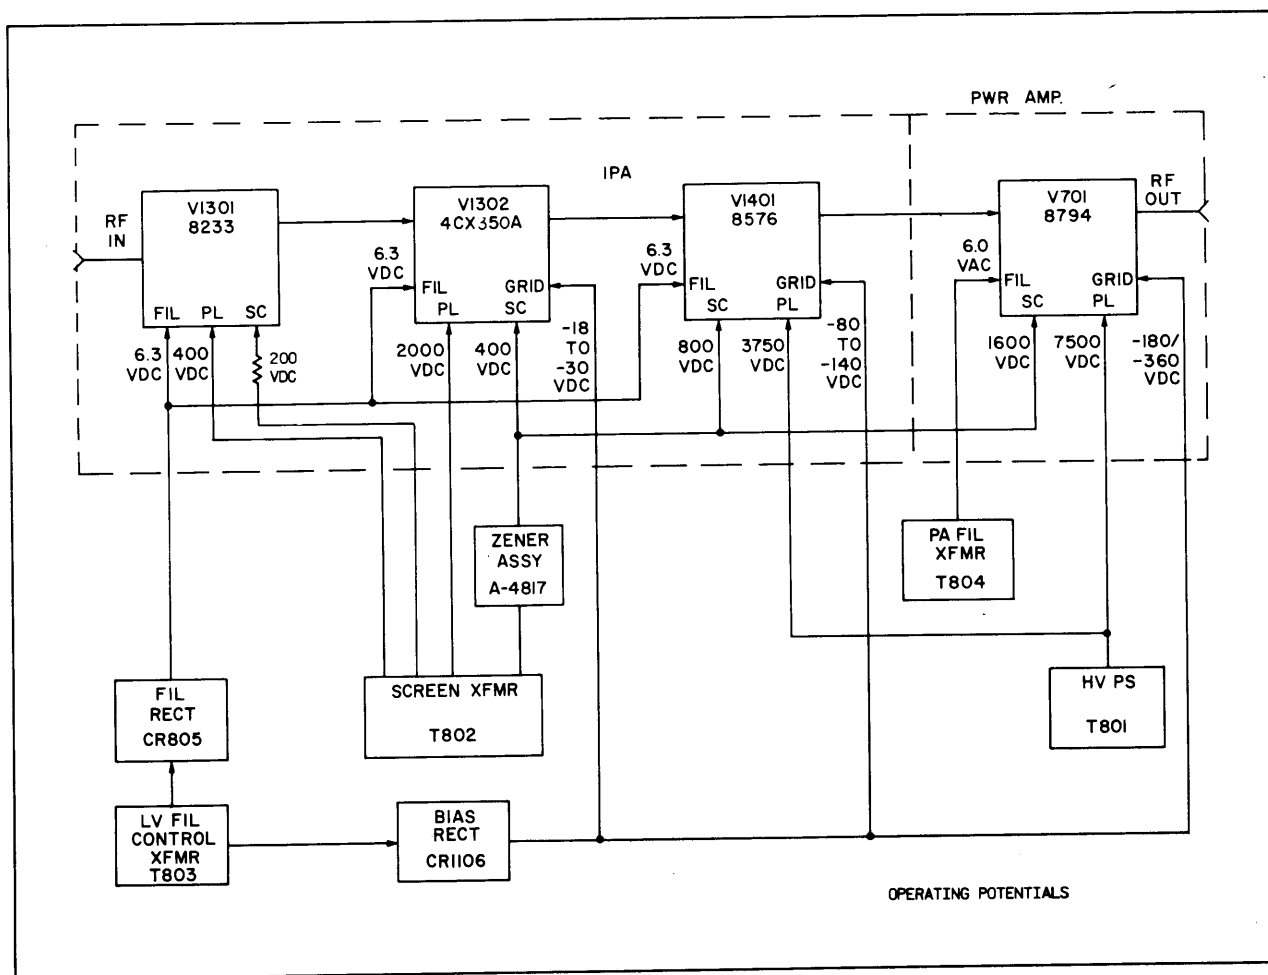 PWR AMP.
IPA
RF
IN
V1301
8233
FIL PL SC
V1302
4CX350A
FIL GRID
PL SC
V1401
8576
FIL GRID
SC PL
V701
8794
FIL GRID
SC PL
RF
OUT
6.3
VDC
400
VDC
200
VDC
6.3
VDC
2000
VDC
400
VDC
-18
TO
-30
VDC
6.3
VDC
800
VDC
3750
VDC
-80
TO
-140
VDC
6.0
VAC
1600
VDC
7500
VDC
-180/
-360
VDC
ZENER
ASSY
A-4817
PA FIL
XFMR
T804
FIL
RECT
CR805
SCREEN XFMR
T802
HV PS
T801
LV FIL
CONTROL
XFMR
T803
BIAS
RECT
CR1106
OPERATING POTENTIALS